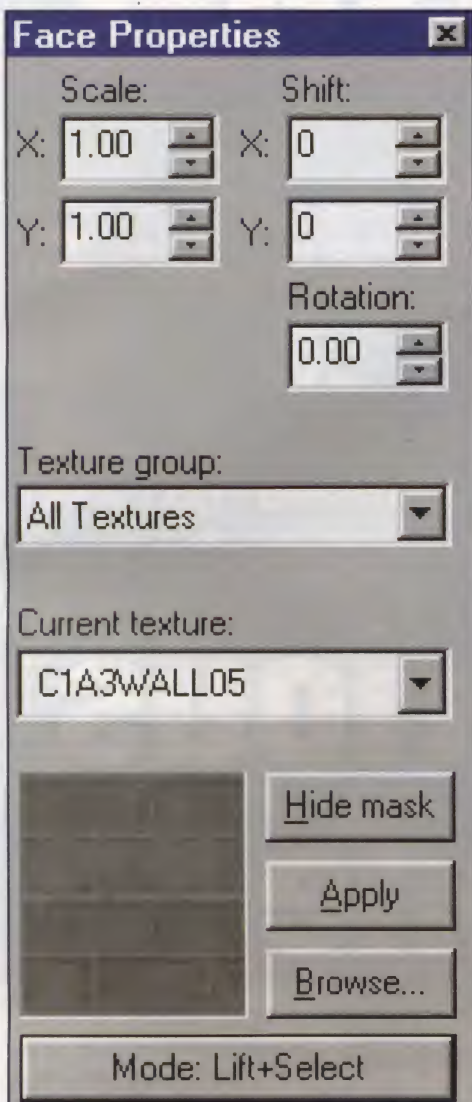 Face Properties
Scale: Shift:
X: 1.00 X: 0
Y: 1.00 Y: 0
Rotation:
0.00
Texture group:
All Textures
Current texture:
C1A3WALL05
Hide mask
Apply
Browse...
Mode: Lift+Select